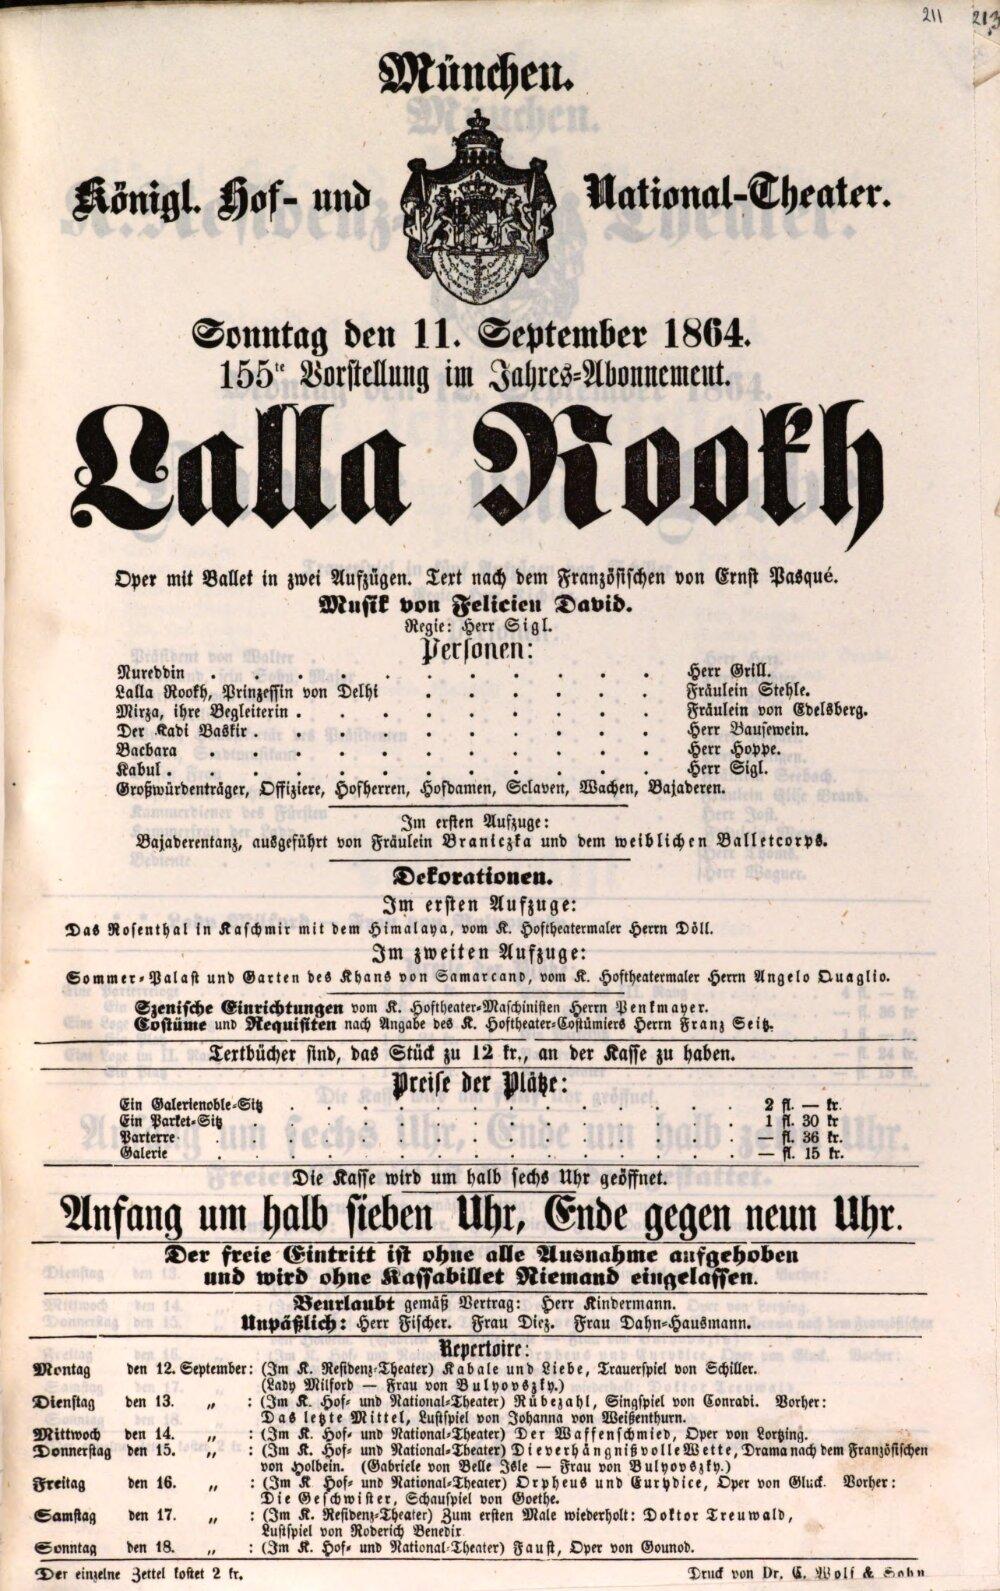 211 213
München.
Königl. Hof- und National-Theater.
Sonntag den 11. September 1864.
155te Vorstellung im Jahres-Abonnement.
Lalla Rookh
Oper mit Ballet in zwei Aufzügen. Text nach dem Französischen von Ernst Pasqué.
Musik von Felicien David.
Regie: Herr Sigl.
Personen:
Nureddin . . . . . . . . . . . Herr Grill.
Lalla Rookh, Prinzessin von Delhi . . . . . . Herr Fräulein Stehle.
Mirza, ihre Begleiterin . . . . . . . . . Fräulein von Edelsberg.
Der Kadi Baskir . . . . . . . . . . Herr Bausewein.
Bacbara . . . . . . . . . . . Herr Hoppe.
Kabul . . . . . . . . . . . Herr Sigl.
Großwürdenträger, Offiziere, Hofherren, Hofdamen, Sclaven, Wachen, Bajaderen.
Im ersten Aufzuge:
Bajaderentanz, ausgeführt von Fräulein Braniczka und dem weiblichen Balletcorps.
Dekorationen.
Im ersten Aufzuge:
Das Rosenthal in Kaschmir mit dem Himalaya, vom K. Hoftheatermaler Herrn Döll.
Im zweiten Aufzuge:
Sommer-Palast und Garten des Khans von Samarcand, vom K. Hoftheatermaler Herrn Angelo Quaglio.
Szenische Einrichtungen vom K. Hoftheater-Maschinisten Herrn Penkmayer.
Costüme und Requisiten nach Angabe des K. Hoftheater-Costümiers Herrn Franz Seitz.
Textbücher sind, das Stück zu 12 kr., an der Kasse zu haben.
Preise der Plätze:
Ein Galerienoble-Sitz . . . . . . . . . . 2 fl. — kr.
Ein Parket-Sitz . . . . . . . . . . 1 fl. 30 kr
Parterre . . . . . . . . . . — fl. 36 kr.
Galerie . . . . . . . . . . — fl. 15 kr.
Die Kasse wird um halb sechs Uhr geöffnet.
Anfang um halb sieben Uhr, Ende gegen neun Uhr.
Der freie Eintritt ist ohne alle Ausnahme aufgehoben
und wird ohne Kassabillet Niemand eingelassen.
Beurlaubt gemäß Vertrag: Herr Kindermann.
Unpäßlich: Herr Fischer. Frau Diez. Frau Dahn-Hausmann.
Repertoire:
Montag den 12. September: (Im K. Residenz-Theater) Kabale und Liebe, Trauerspiel von Schiller.
(Lady Milford — Frau von Bulyovszky.)
Dienstag den 13. „ : (Im K. Hof- und National-Theater) Rübezahl, Singspiel von Conradi. Vorher:
Das letzte Mittel, Lustspiel von Johanna von Weißenthurn.
Mittwoch den 14. „ : (Im K. Hof- und National-Theater) Der Waffenschmied, Oper von Lortzing.
Donnerstag den 15. „ : (Im K. Hof- und National-Theater) Die verhängnißvolle Wette, Drama nach dem Französischen
von Holbein. (Gabriele von Belle Isle — Frau von Bulyovszky.)
Freitag den 16. „ : (Im K. Hof- und National-Theater) Orpheus und Eurydice, Oper von Gluck. Vorher:
Die Geschwister, Schauspiel von Goethe.
Samstag den 17. „ : (Im K. Residenz-Theater) Zum ersten Male wiederholt: Doktor Treuwald,
Lustspiel von Roderich Benedix
Sonntag den 18. „ : (Im K. Hof- und National-Theater) Faust, Oper von Gounod.
Der einzelne Zettel kostet 2 kr. Druck von Dr. C. Wolf & Sohn